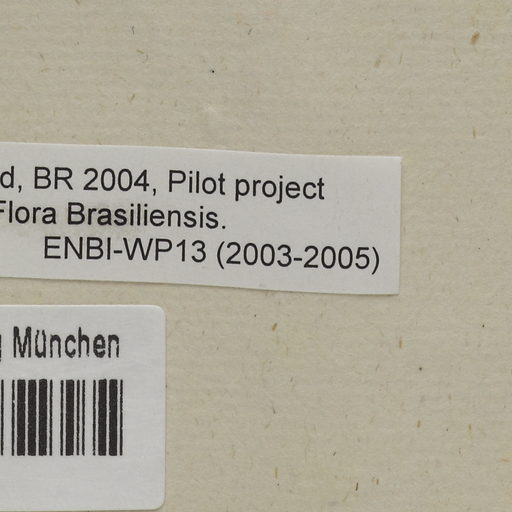 d, BR 2004, Pilot project
Flora Brasiliensis.
ENBI-WP13 (2003-2005)
München